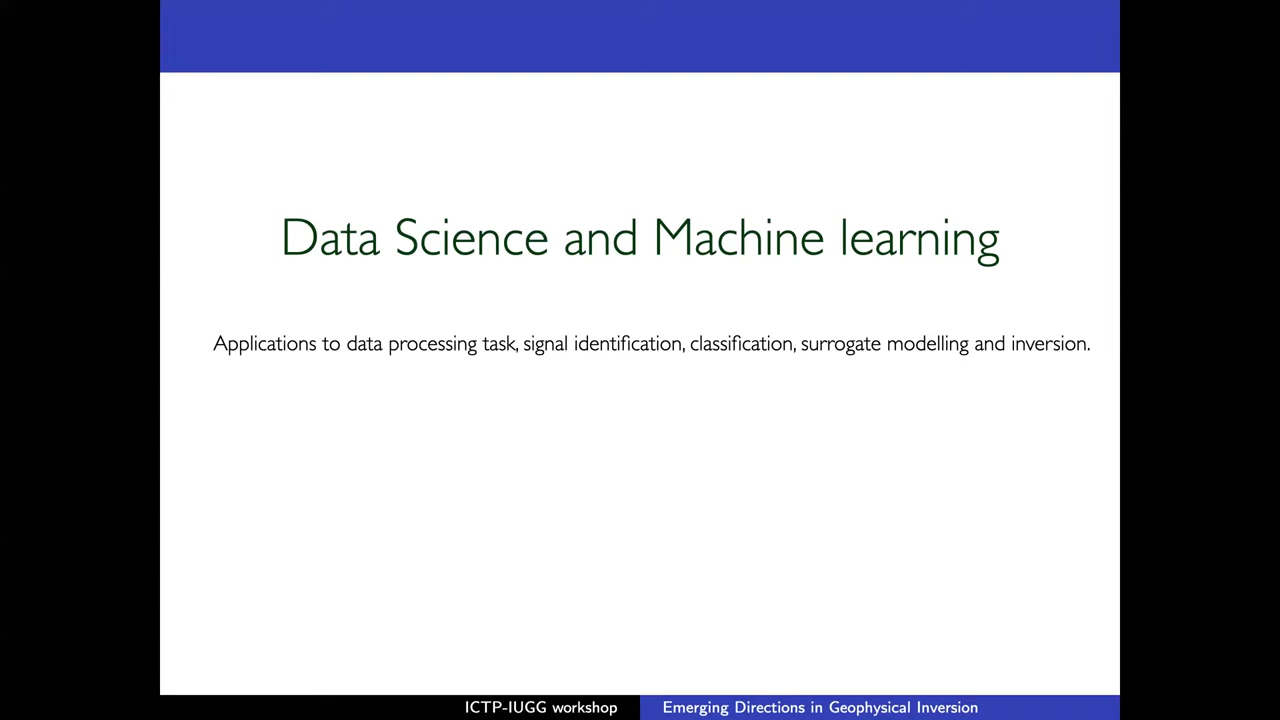 Data Science and Machine learning
Applications to data processing task, signal identification, classification, surrogate modelling and inversion.
ICTP-IUGG workshop
Emerging Directions in Geophysical Inversion